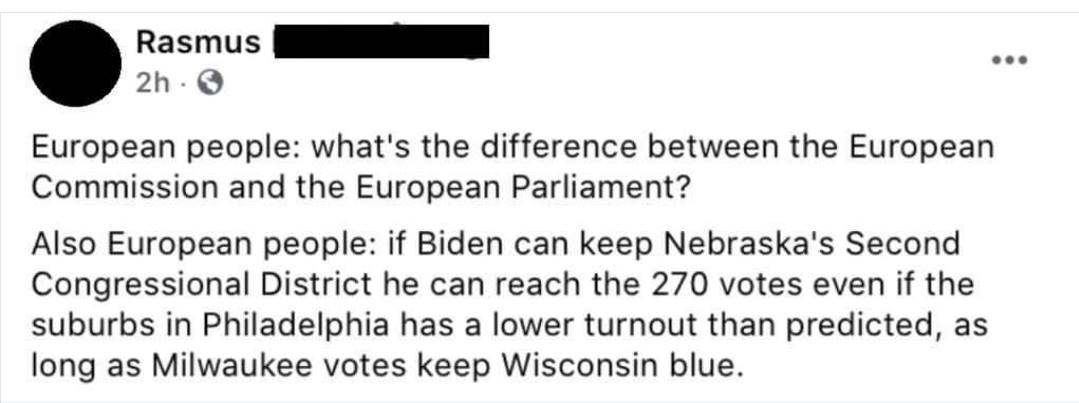 Rasmus
2h ·
European people: what's the difference between the European
Commission and the European Parliament?
Also European people: if Biden can keep Nebraska's Second
Congressional District he can reach the 270 votes even if the
suburbs in Philadelphia has a lower turnout than predicted, as
long as Milwaukee votes keep Wisconsin blue.